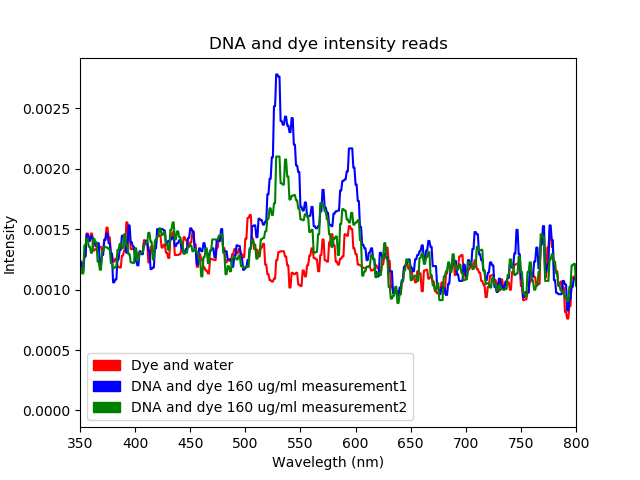 DNA and dye intensity reads
Intensity
0.0025
0.0020
0.0015
0.0010
0.0005
0.0000
Dye and water
DNA and dye 160 ug/ml measurement1
DNA and dye 160 ug/ml measurement2
350 400 450 500 550 600 650 700 750 800
Wavelegth (nm)